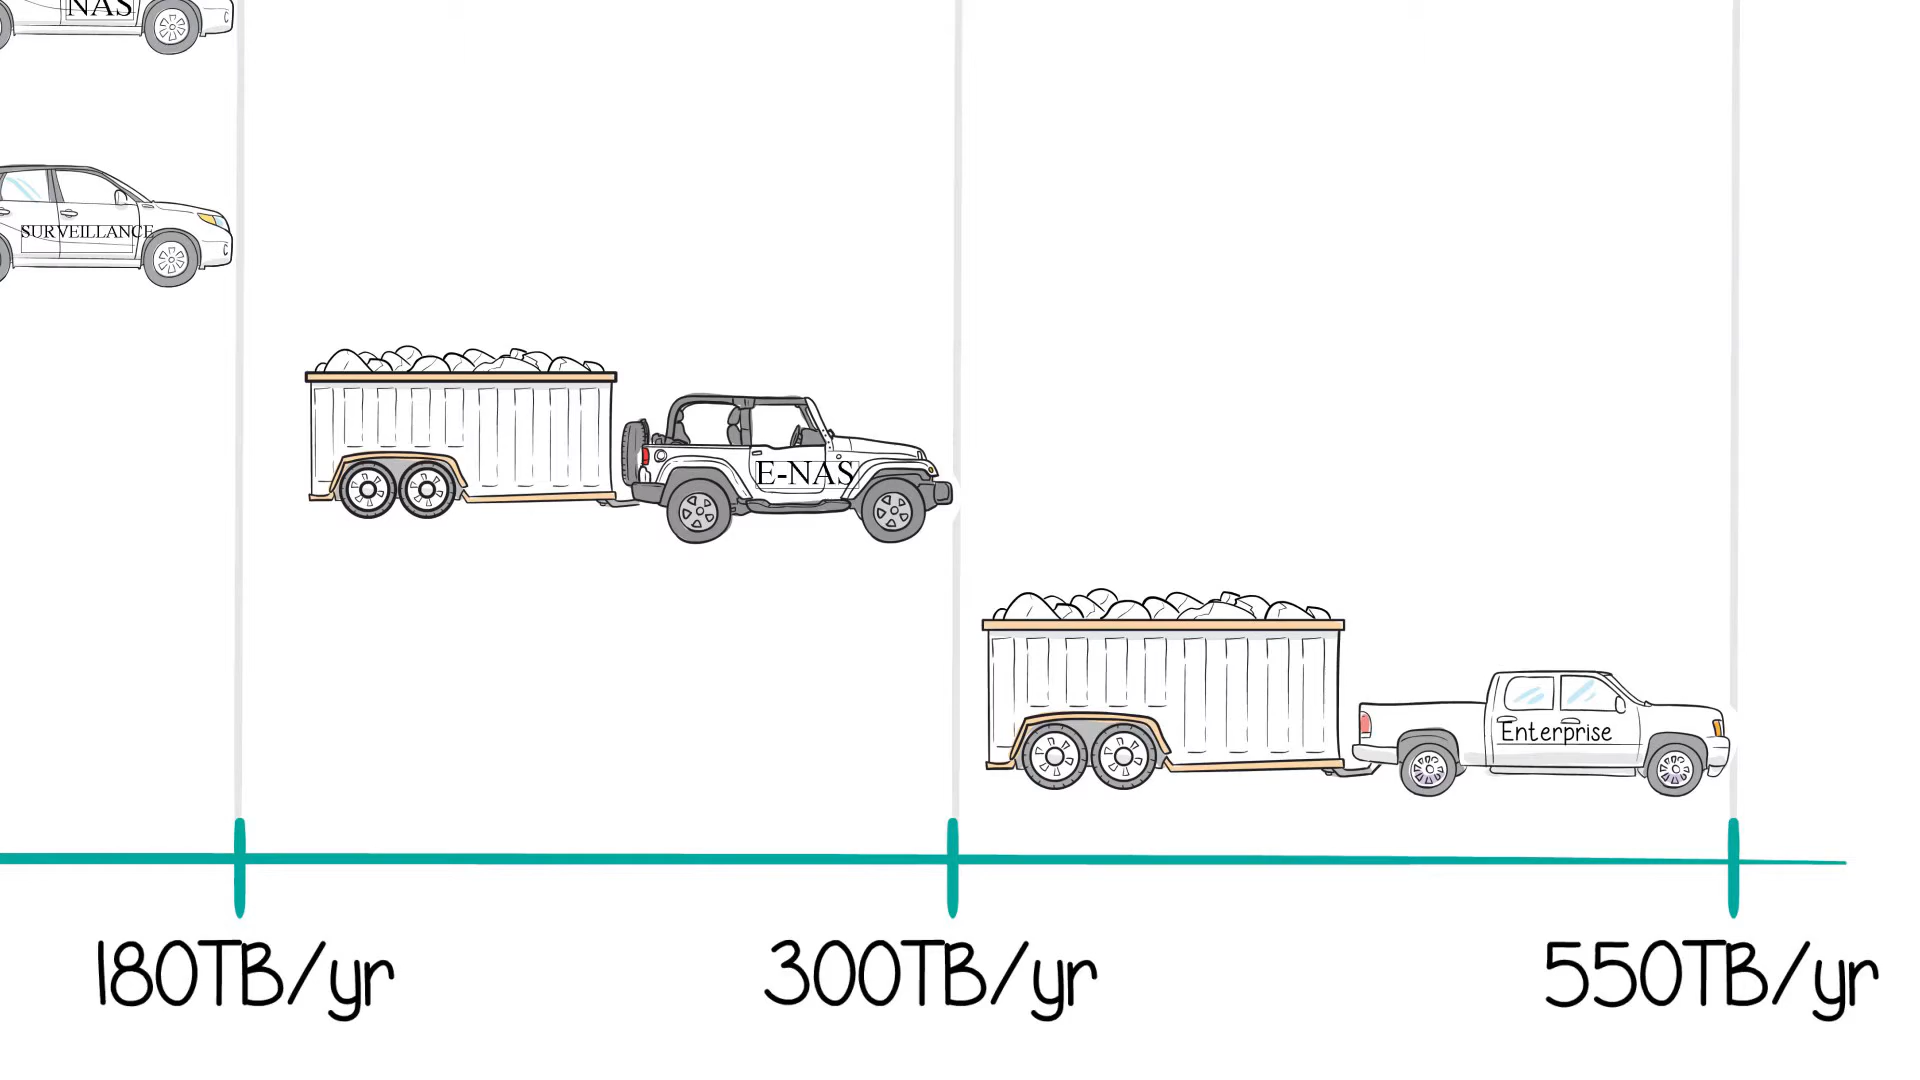 NAS
SURVEILLANCE
E-NAS
Enterprise
180TB/yr
300TB/yr
550TB/yr